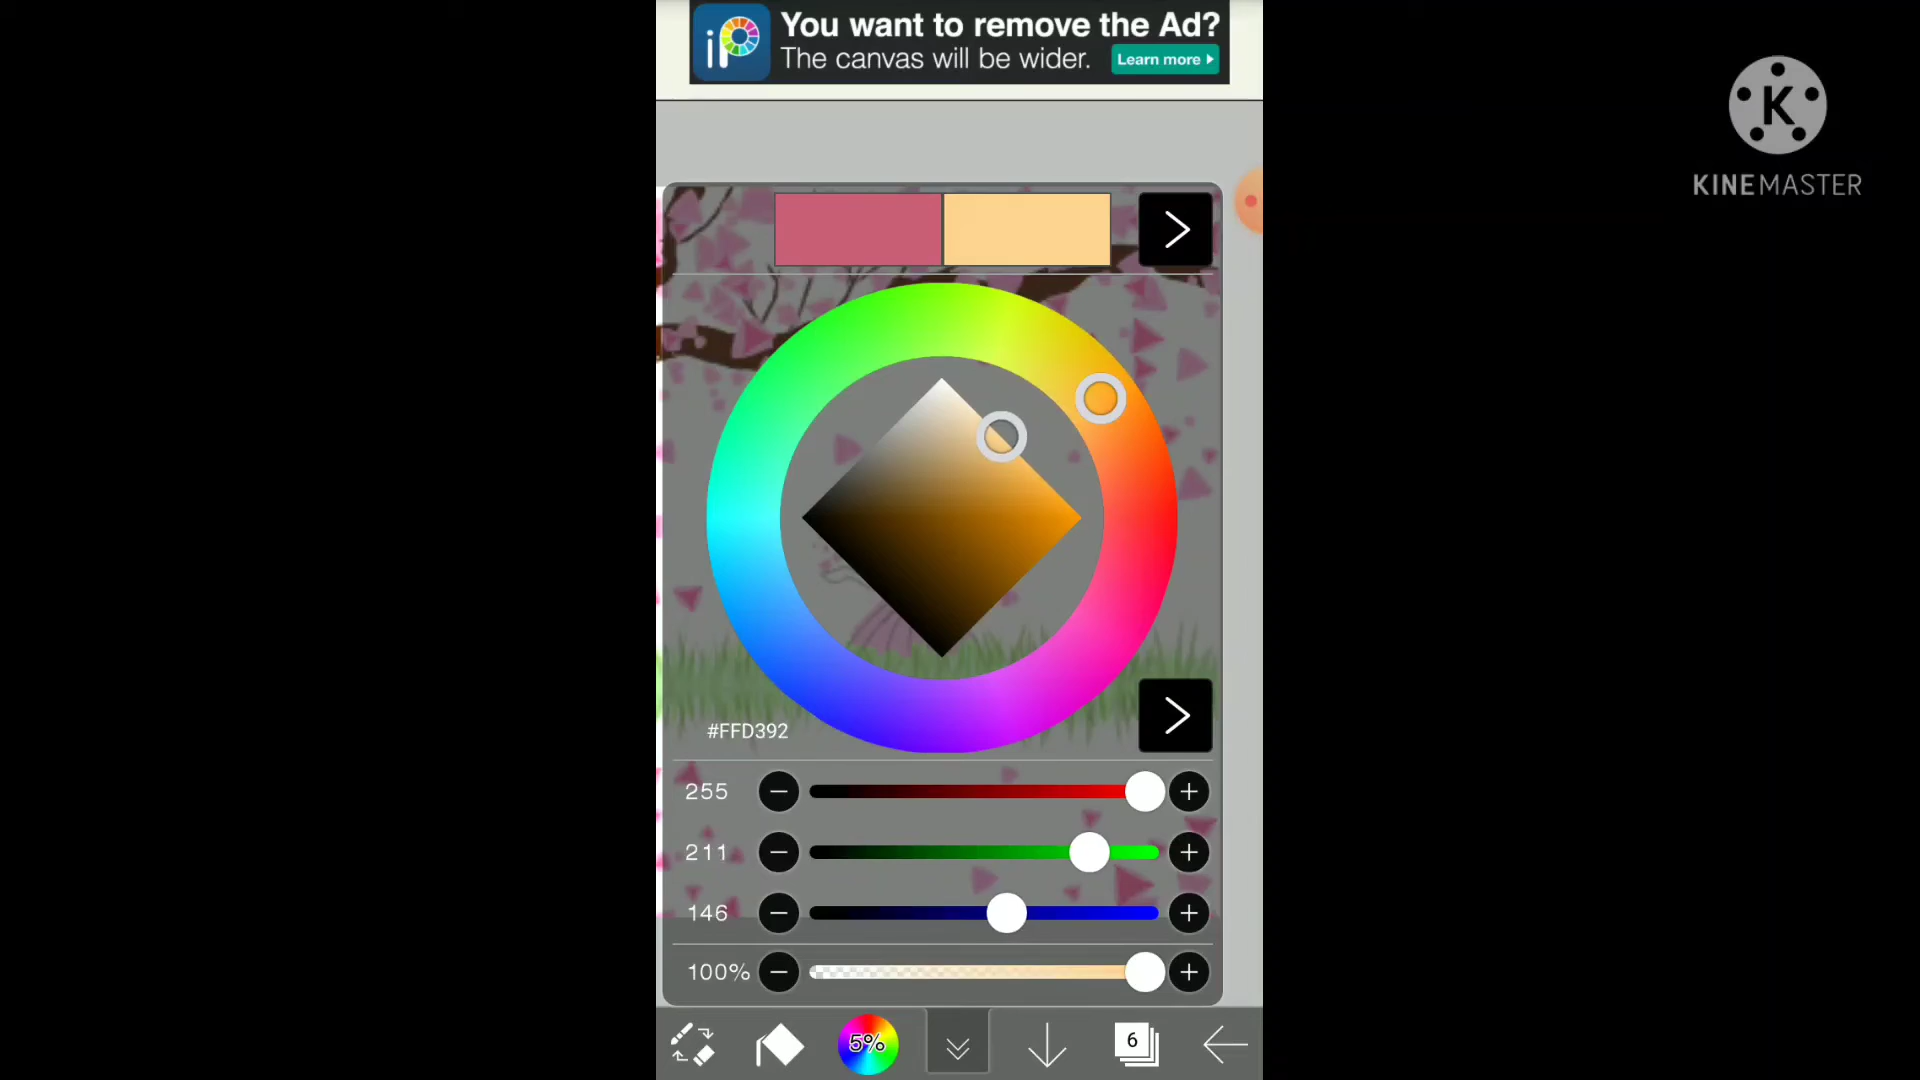 iP
You want to remove the Ad?
The canvas will be wider.
Learn more
K
KINEMASTER
#FFD392
255
211
146
100%
5%
6